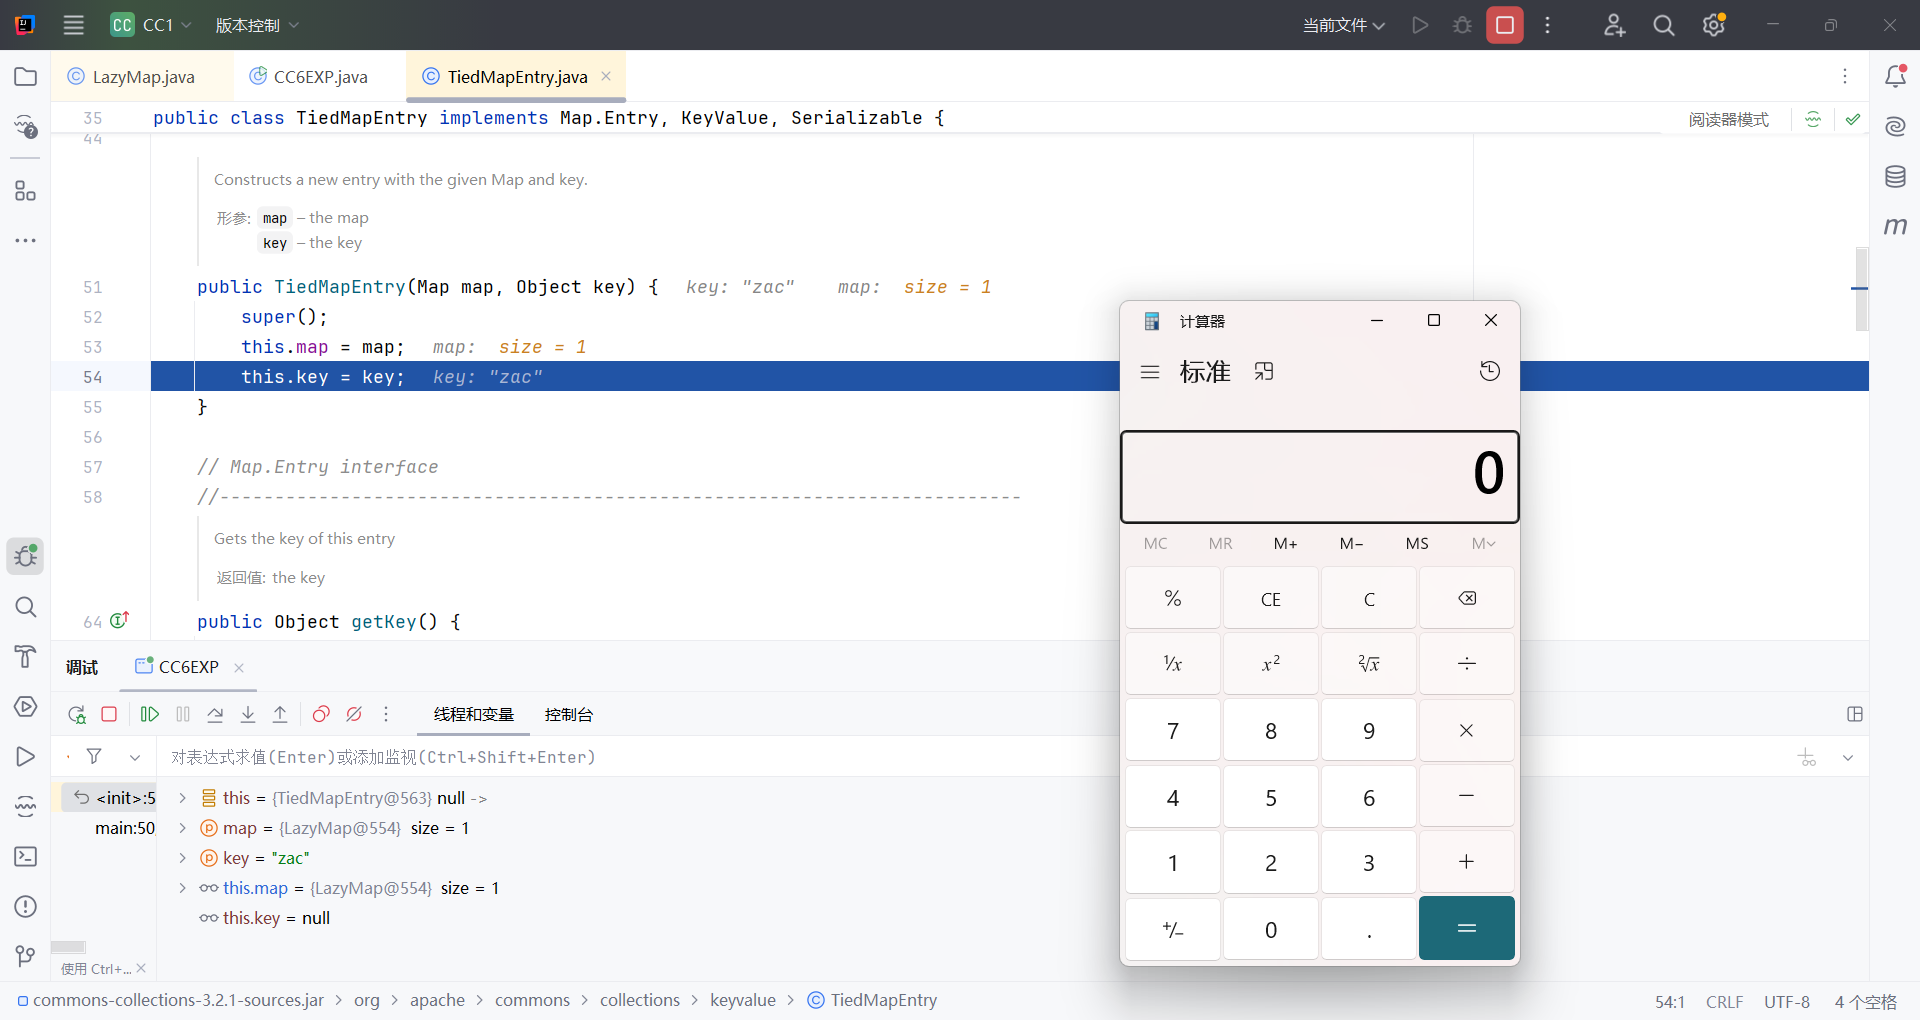 CC CC1 版本控制 当前文件
LazyMap.java CC6EXP.java TiedMapEntry.java
35 public class TiedMapEntry implements Map.Entry, KeyValue, Serializable { 阅读器模式
44
Constructs a new entry with the given Map and key.
形参: map – the map
key – the key
51 public TiedMapEntry(Map map, Object key) { key: "zac" map: size = 1
52 super();
53 this.map = map; map: size = 1
54 this.key = key; key: "zac"
55 }
56
57 // Map.Entry interface
58 //-------------------------------------------------------------------------
Gets the key of this entry
返回值: the key
64 public Object getKey() {
调试 CC6EXP
线程和变量 控制台
对表达式求值(Enter)或添加监视(Ctrl+Shift+Enter)
<init>:5 this = {TiedMapEntry@563} null ->
main:50 map = {LazyMap@554} size = 1
key = "zac"
this.map = {LazyMap@554} size = 1
this.key = null
使用 Ctrl+...
commons-collections-3.2.1-sources.jar > org > apache > commons > collections > keyvalue > TiedMapEntry
54:1 CRLF UTF-8 4 个空格
计算器
标准
0
MC MR M+ M− MS M
% CE C
¹/x x² ²√x ÷
7 8 9 ×
4 5 6 −
1 2 3 +
+/− 0 . =
m